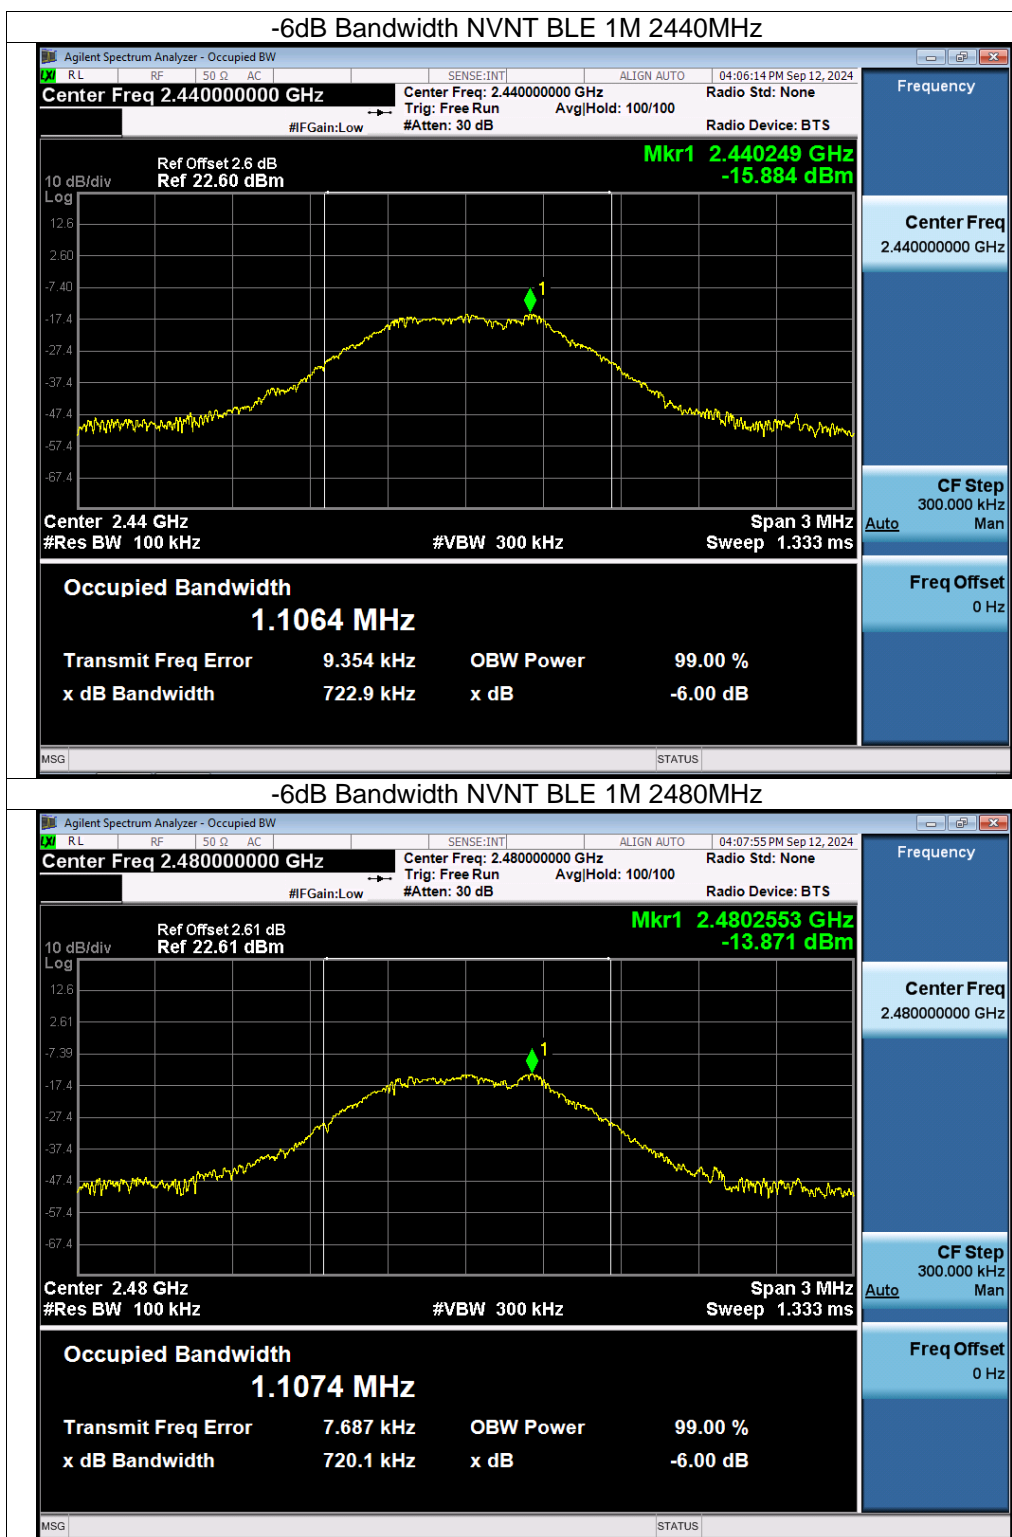 -6dB Bandwidth NVNT BLE 1M 2440MHz
Agilent Spectrum Analyzer - Occupied BW
LXI RL RF 50 Ω AC SENSE:INT ALIGN AUTO 04:06:14 PM Sep 12, 2024
Center Freq 2.440000000 GHz Center Freq: 2.440000000 GHz Radio Std: None Frequency
Trig: Free Run Avg|Hold: 100/100
#IFGain:Low #Atten: 30 dB Radio Device: BTS
Mkr1 2.440249 GHz
Ref Offset 2.6 dB
10 dB/div Ref 22.60 dBm -15.884 dBm
Log
12.6
2.60
-7.40
-17.4
-27.4
-37.4
-47.4
-57.4
-67.4
1
Center Freq
2.440000000 GHz
CF Step
300.000 kHz
Auto Man
Center 2.44 GHz Span 3 MHz
#Res BW 100 kHz #VBW 300 kHz Sweep 1.333 ms
Freq Offset
0 Hz
Occupied Bandwidth
1.1064 MHz
Transmit Freq Error 9.354 kHz OBW Power 99.00 %
x dB Bandwidth 722.9 kHz x dB -6.00 dB
MSG STATUS
-6dB Bandwidth NVNT BLE 1M 2480MHz
Agilent Spectrum Analyzer - Occupied BW
LXI RL RF 50 Ω AC SENSE:INT ALIGN AUTO 04:07:55 PM Sep 12, 2024
Center Freq 2.480000000 GHz Center Freq: 2.480000000 GHz Radio Std: None Frequency
Trig: Free Run Avg|Hold: 100/100
#IFGain:Low #Atten: 30 dB Radio Device: BTS
Mkr1 2.4802553 GHz
Ref Offset 2.61 dB
10 dB/div Ref 22.61 dBm -13.871 dBm
Log
12.6
2.61
-7.39
-17.4
-27.4
-37.4
-47.4
-57.4
-67.4
1
Center Freq
2.480000000 GHz
CF Step
300.000 kHz
Auto Man
Center 2.48 GHz Span 3 MHz
#Res BW 100 kHz #VBW 300 kHz Sweep 1.333 ms
Freq Offset
0 Hz
Occupied Bandwidth
1.1074 MHz
Transmit Freq Error 7.687 kHz OBW Power 99.00 %
x dB Bandwidth 720.1 kHz x dB -6.00 dB
MSG STATUS